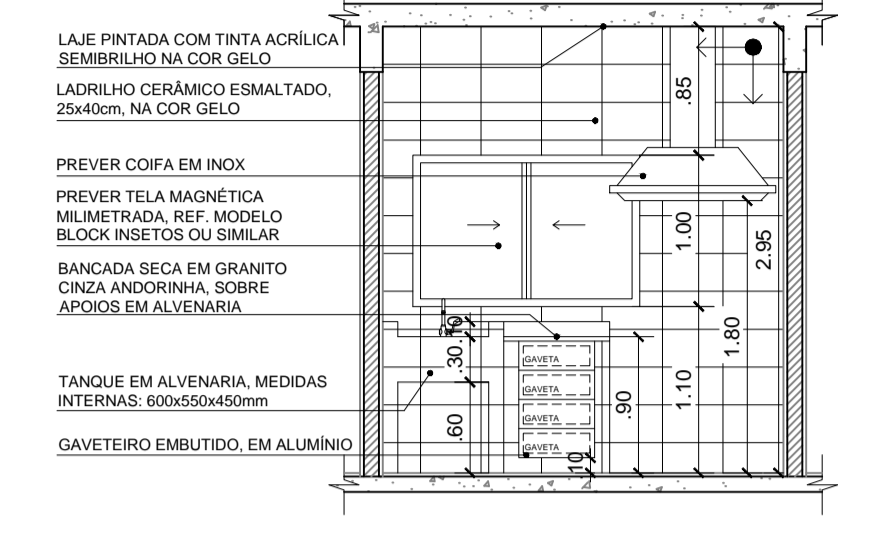 LAJE PINTADA COM TINTA ACRÍLICA
SEMIBRILHO NA COR GELO
LADRILHO CERÂMICO ESMALTADO,
25x40cm, NA COR GELO
PREVER COIFA EM INOX
PREVER TELA MAGNÉTICA
MILIMETRADA, REF. MODELO
BLOCK INSETOS OU SIMILAR
BANCADA SECA EM GRANITO
CINZA ANDORINHA, SOBRE
APOIOS EM ALVENARIA
TANQUE EM ALVENARIA, MEDIDAS
INTERNAS: 600x550x450mm
GAVETEIRO EMBUTIDO, EM ALUMÍNIO
.85
1.00
2.95
1.80
1.10
.90
.10
.30
.60
.10
GAVETA
GAVETA
GAVETA
GAVETA